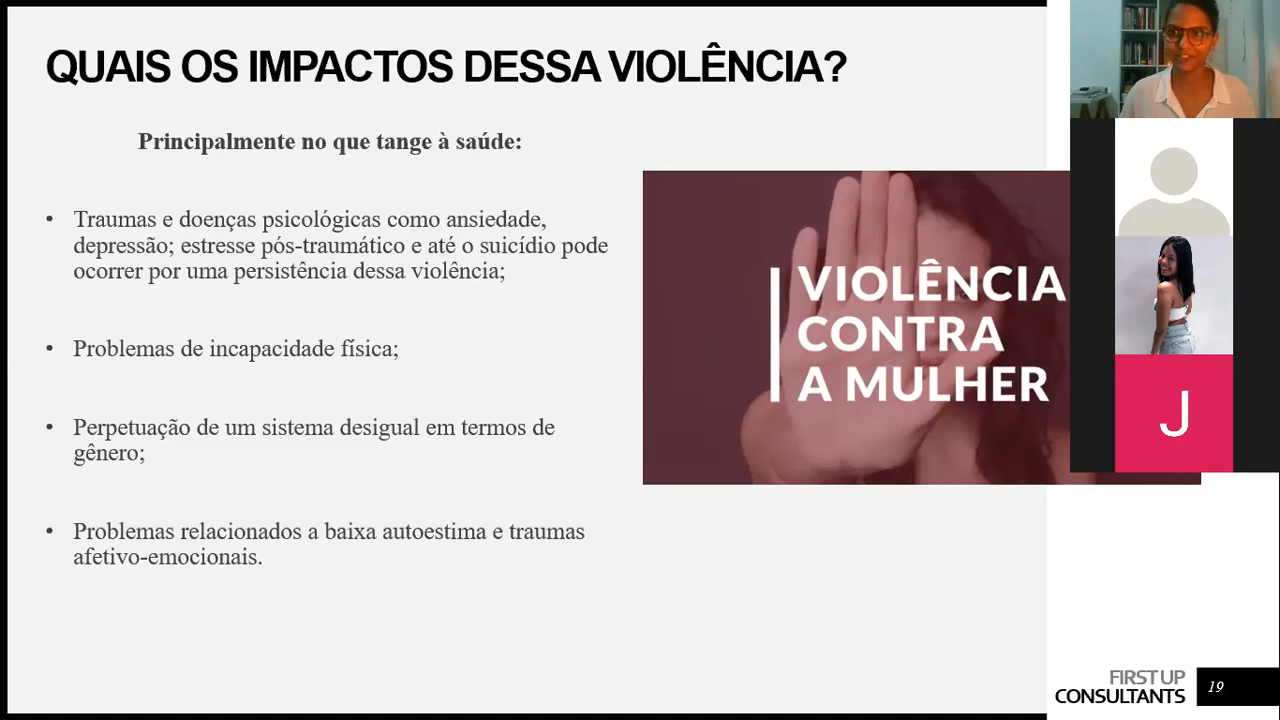 QUAIS OS IMPACTOS DESSA VIOLÊNCIA?
Principalmente no que tange à saúde:
• Traumas e doenças psicológicas como ansiedade,
depressão; estresse pós-traumático e até o suicídio pode
ocorrer por uma persistência dessa violência;
• Problemas de incapacidade física;
• Perpetuação de um sistema desigual em termos de
gênero;
• Problemas relacionados a baixa autoestima e traumas
afetivo-emocionais.
VIOLÊNCIA
CONTRA
A MULHER
J
FIRST UP
CONSULTANTS
19